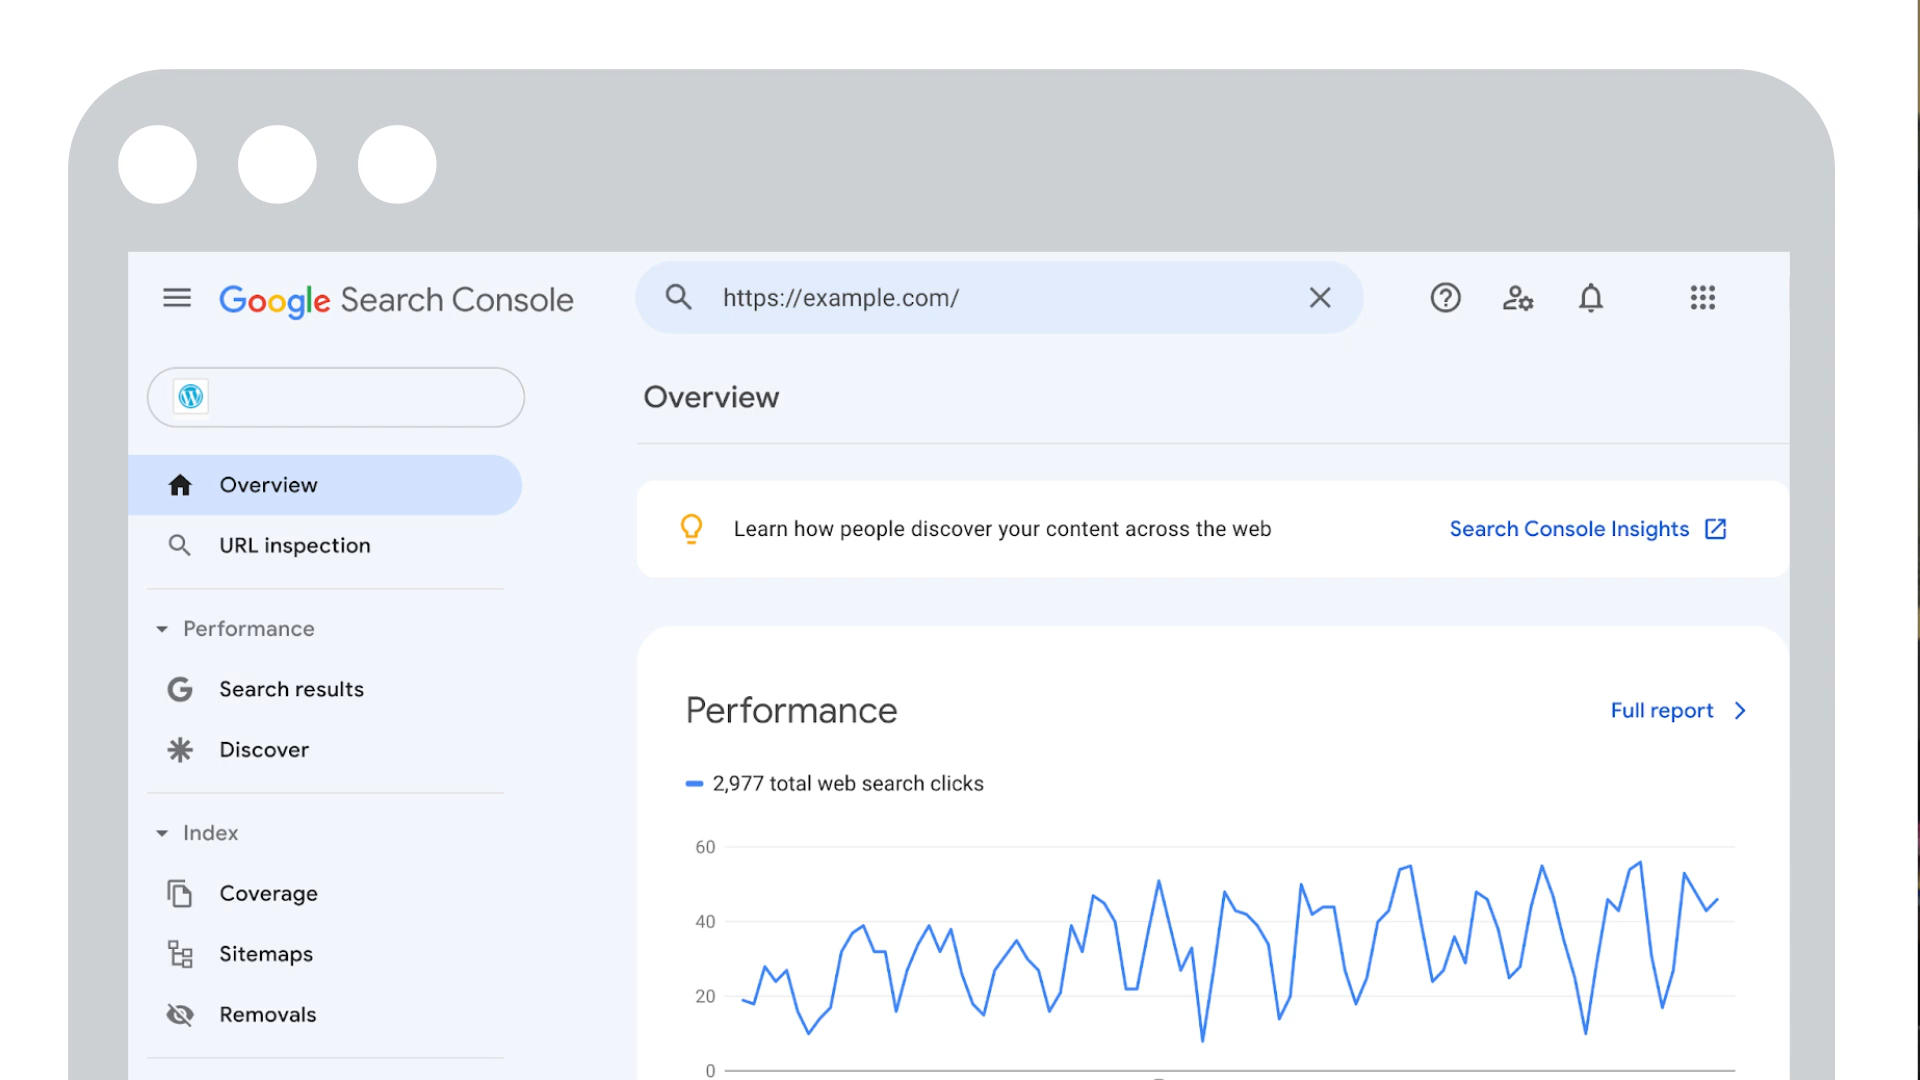 Google Search Console
https://example.com/
Overview
Overview
URL inspection
Learn how people discover your content across the web
Search Console Insights
Performance
Search results
Discover
Performance
Full report
2,977 total web search clicks
Index
Coverage
Sitemaps
Removals
60
40
20
0